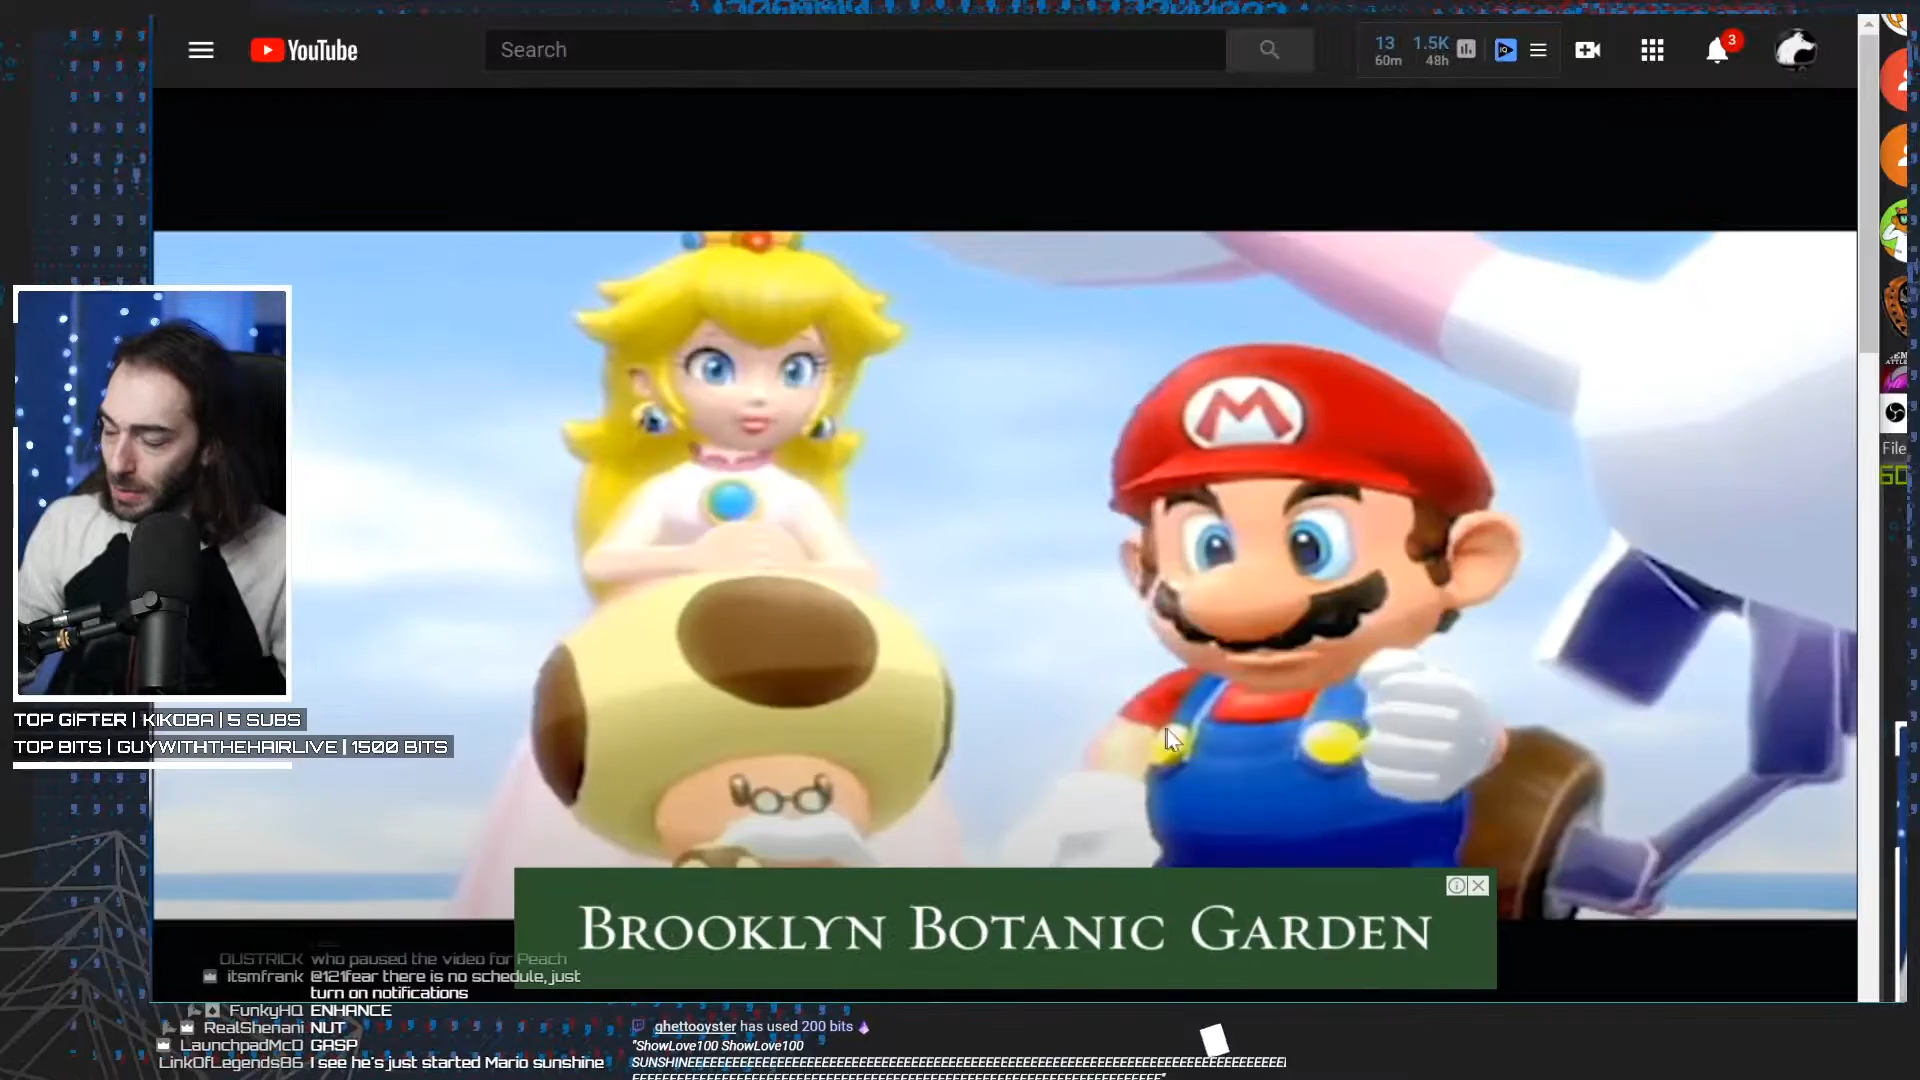 YouTube
Search
13
60m
1.5K
48h
IQ
3
M
File
60
TOP GIFTER | KIKOBA | 5 SUBS
TOP BITS | GUYWITHTHEHAIRLIVE | 1500 BITS
BROOKLYN BOTANIC GARDEN
DUSTRICK who paused the video for Peach
itsmfrank @121fear there is no schedule, just
turn on notifications
FunkyHQ ENHANCE
RealShenani NUT
LaunchpadMcD GASP
LinkOfLegends86 I see he's just started Mario sunshine
ghettooyster has used 200 bits
"ShowLove100 ShowLove100